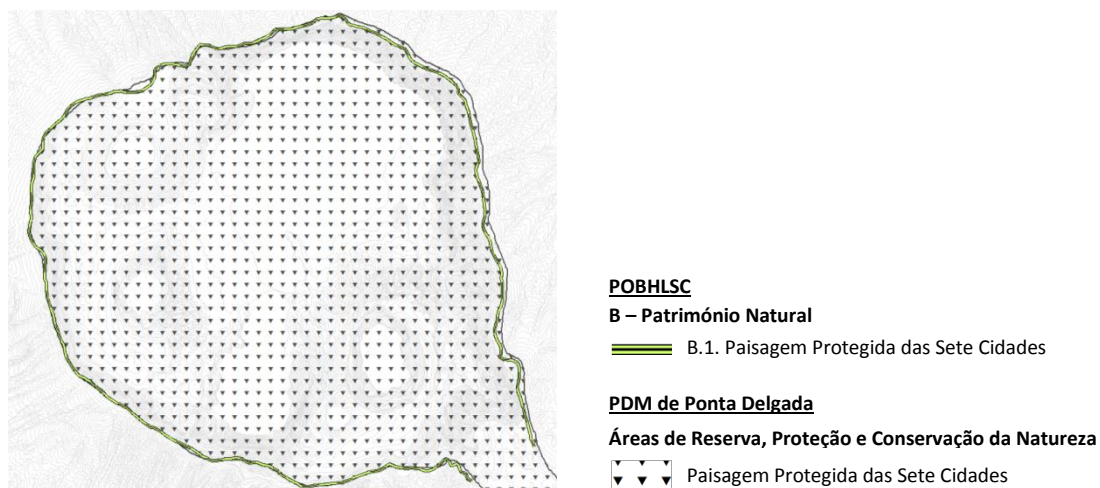 POBHLSC
B – Património Natural
B.1. Paisagem Protegida das Sete Cidades
PDM de Ponta Delgada
Áreas de Reserva, Proteção e Conservação da Natureza
Paisagem Protegida das Sete Cidades